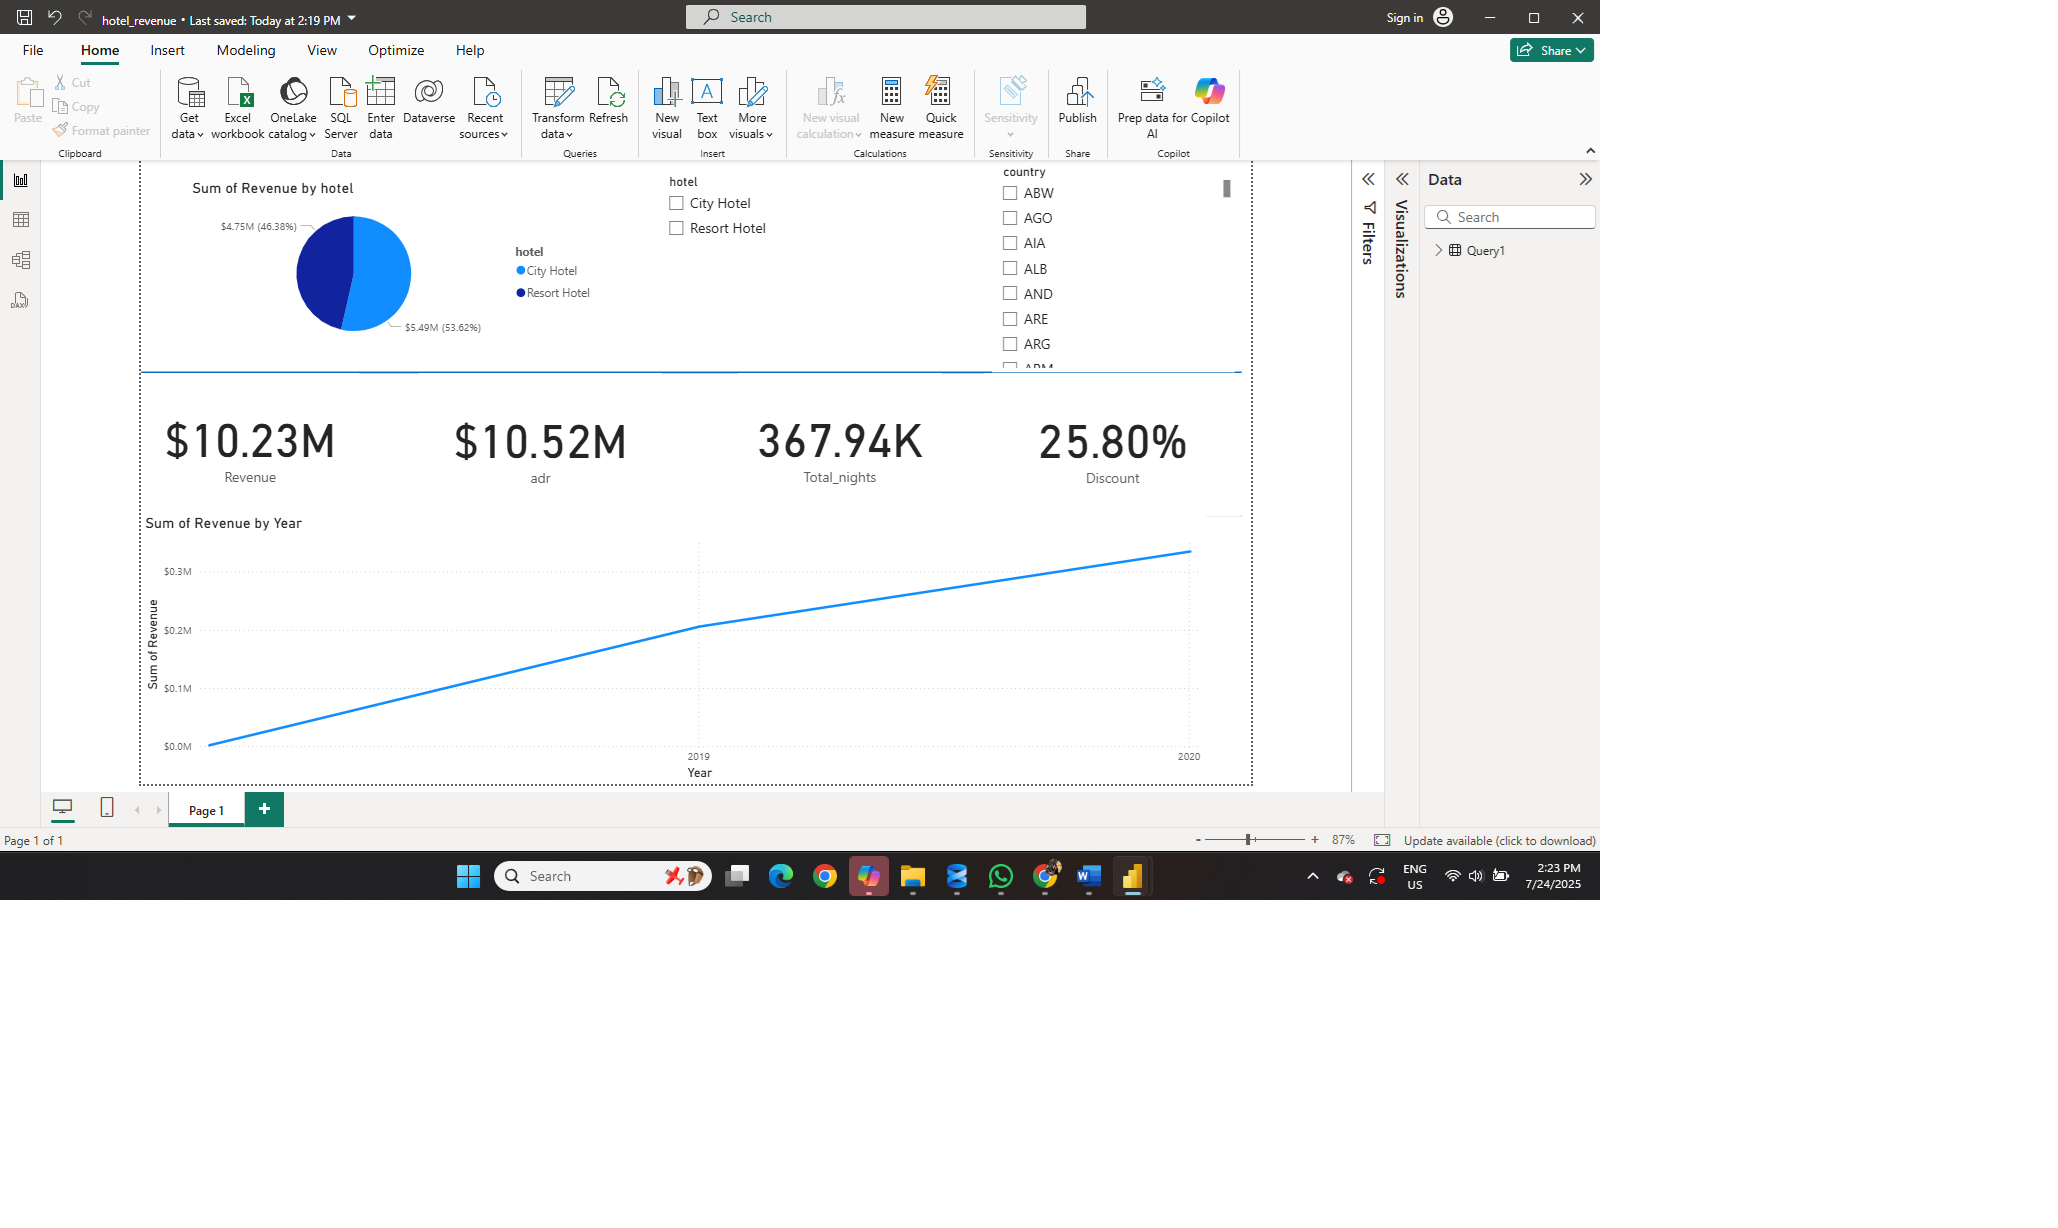 hotel_revenue • Last saved: Today at 2:19 PM
Search
Sign in
File Home Insert Modeling View Optimize Help
Share
Paste
Cut
Copy
Format painter
Clipboard
Get data
Excel workbook
OneLake catalog
SQL Server
Enter data
Dataverse
Recent sources
Data
Transform data
Refresh
Queries
New visual
Text box
More visuals
Insert
New visual calculation
New measure
Quick measure
Calculations
Sensitivity
Sensitivity
Publish
Share
Prep data for AI
Copilot
Copilot
Sum of Revenue by hotel
$4.75M (46.38%)
$5.49M (53.62%)
hotel
City Hotel
Resort Hotel
hotel
City Hotel
Resort Hotel
country
ABW
AGO
AIA
ALB
AND
ARE
ARG
ARM
$10.23M
Revenue
$10.52M
adr
367.94K
Total_nights
25.80%
Discount
Sum of Revenue by Year
Sum of Revenue
$0.3M
$0.2M
$0.1M
$0.0M
2019
2020
Year
Filters
Visualizations
Data
Search
Query1
DAX
Page 1
Page 1 of 1
- + 87%
Update available (click to download)
Search
ENG
US
2:23 PM
7/24/2025